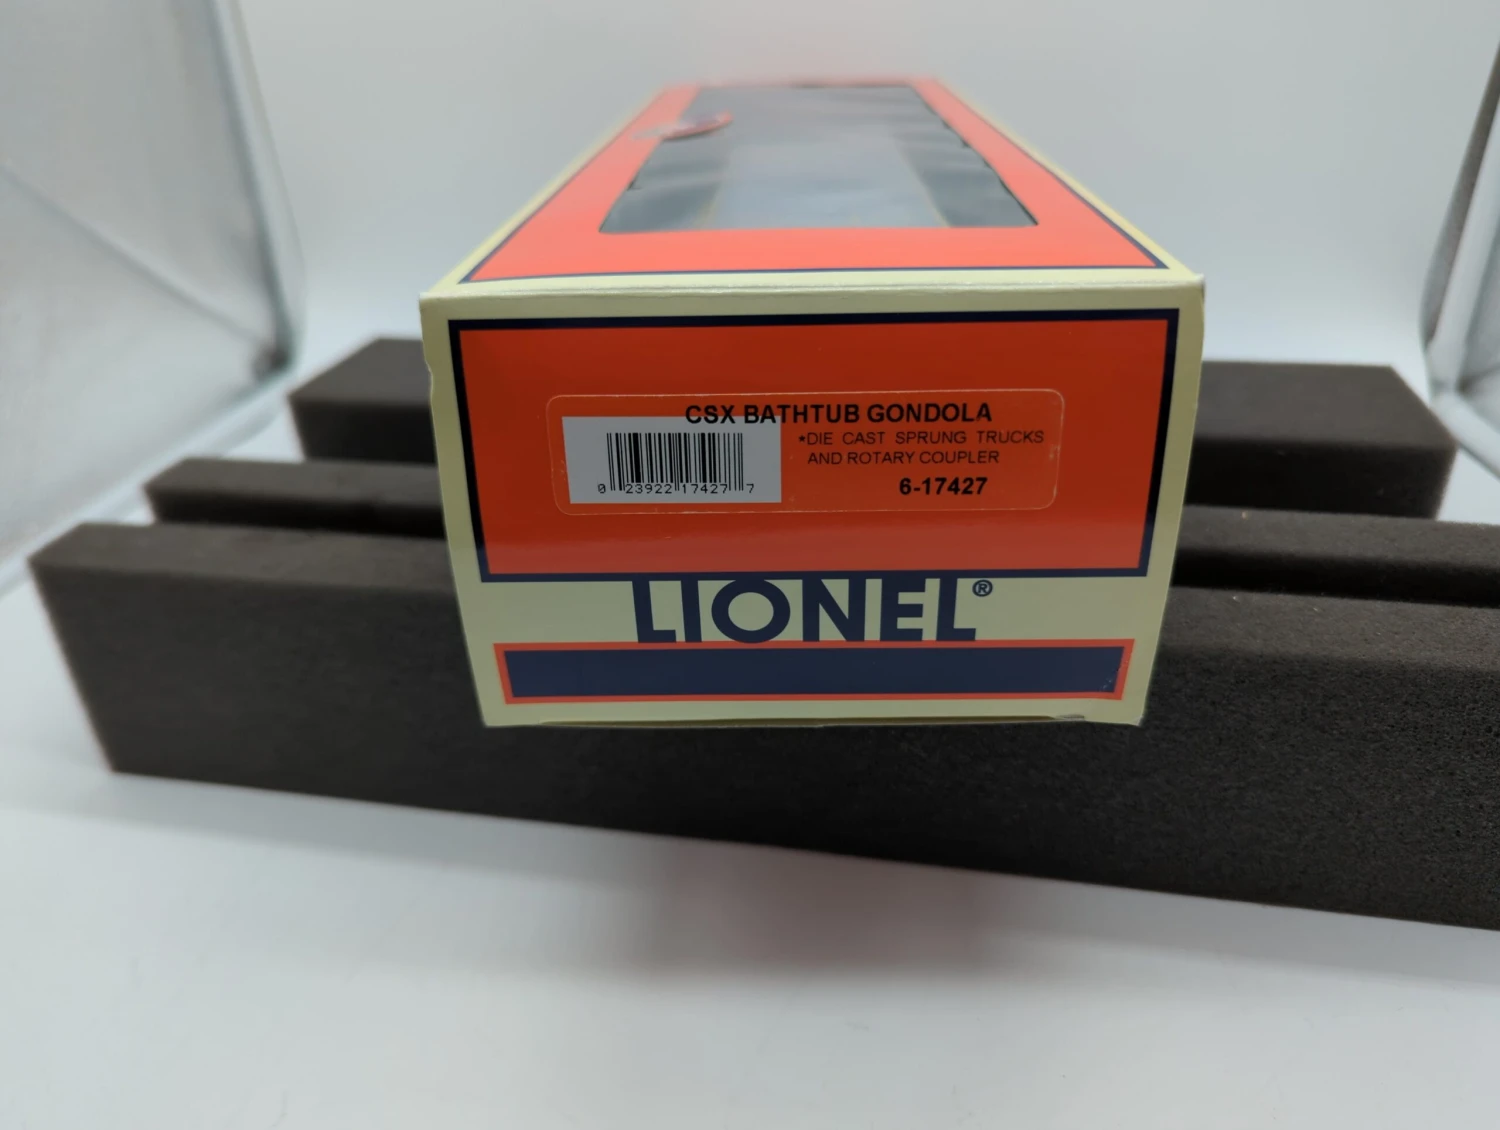 CSX BATHTUB GONDOLA
*DIE CAST SPRUNG TRUCKS
AND ROTARY COUPLER
0 23922 17427 7
6-17427
LIONEL®